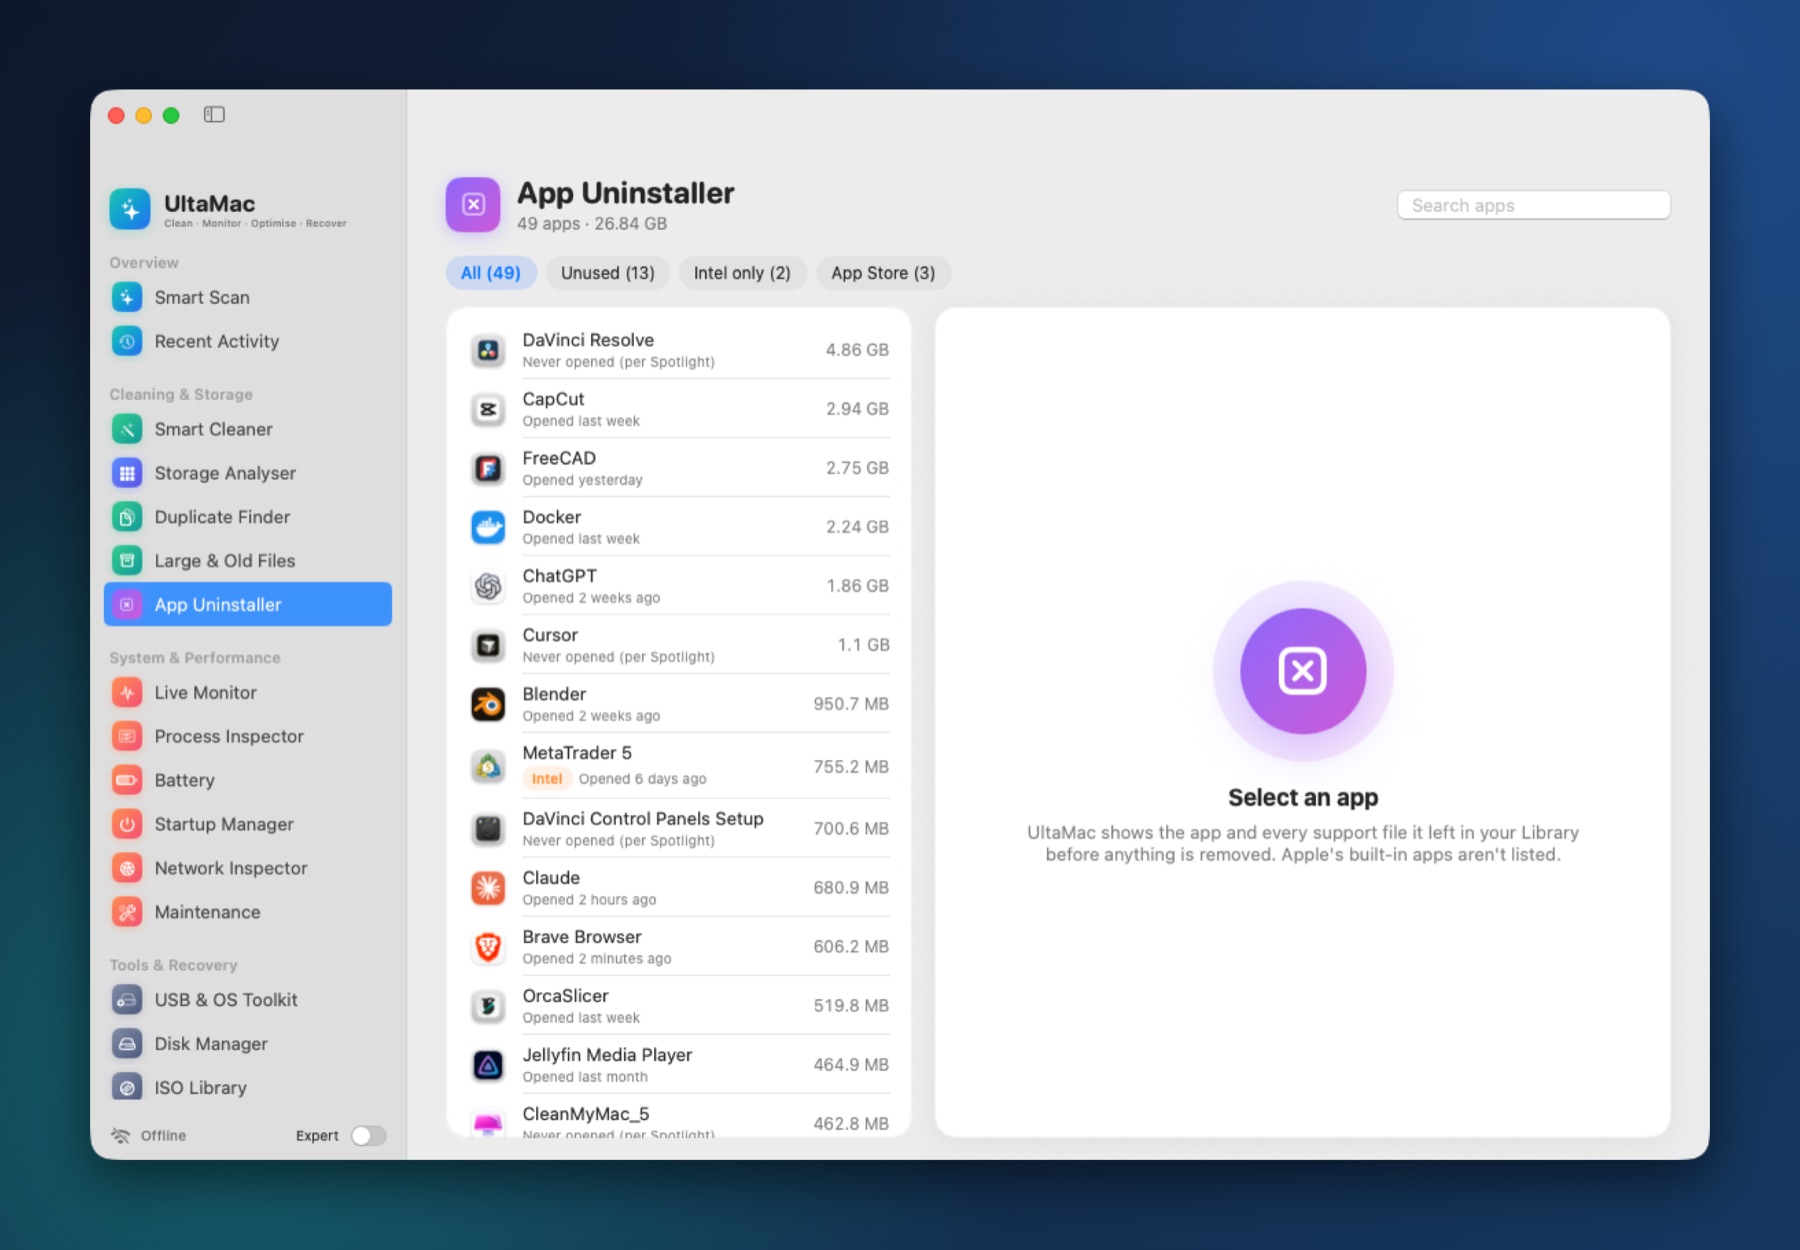 UltaMac
Clean · Monitor · Optimise · Recover
Overview
Smart Scan
Recent Activity
Cleaning & Storage
Smart Cleaner
Storage Analyser
Duplicate Finder
Large & Old Files
App Uninstaller
System & Performance
Live Monitor
Process Inspector
Battery
Startup Manager
Network Inspector
Maintenance
Tools & Recovery
USB & OS Toolkit
Disk Manager
ISO Library
Offline
Expert
App Uninstaller
49 apps · 26.84 GB
Search apps
All (49)
Unused (13)
Intel only (2)
App Store (3)
DaVinci Resolve
Never opened (per Spotlight)
4.86 GB
CapCut
Opened last week
2.94 GB
FreeCAD
Opened yesterday
2.75 GB
Docker
Opened last week
2.24 GB
ChatGPT
Opened 2 weeks ago
1.86 GB
Cursor
Never opened (per Spotlight)
1.1 GB
Blender
Opened 2 weeks ago
950.7 MB
MetaTrader 5
Intel Opened 6 days ago
755.2 MB
DaVinci Control Panels Setup
Never opened (per Spotlight)
700.6 MB
Claude
Opened 2 hours ago
680.9 MB
Brave Browser
Opened 2 minutes ago
606.2 MB
OrcaSlicer
Opened last week
519.8 MB
Jellyfin Media Player
Opened last month
464.9 MB
CleanMyMac_5
Never opened (per Spotlight)
462.8 MB
Select an app
UltaMac shows the app and every support file it left in your Library
before anything is removed. Apple's built-in apps aren't listed.